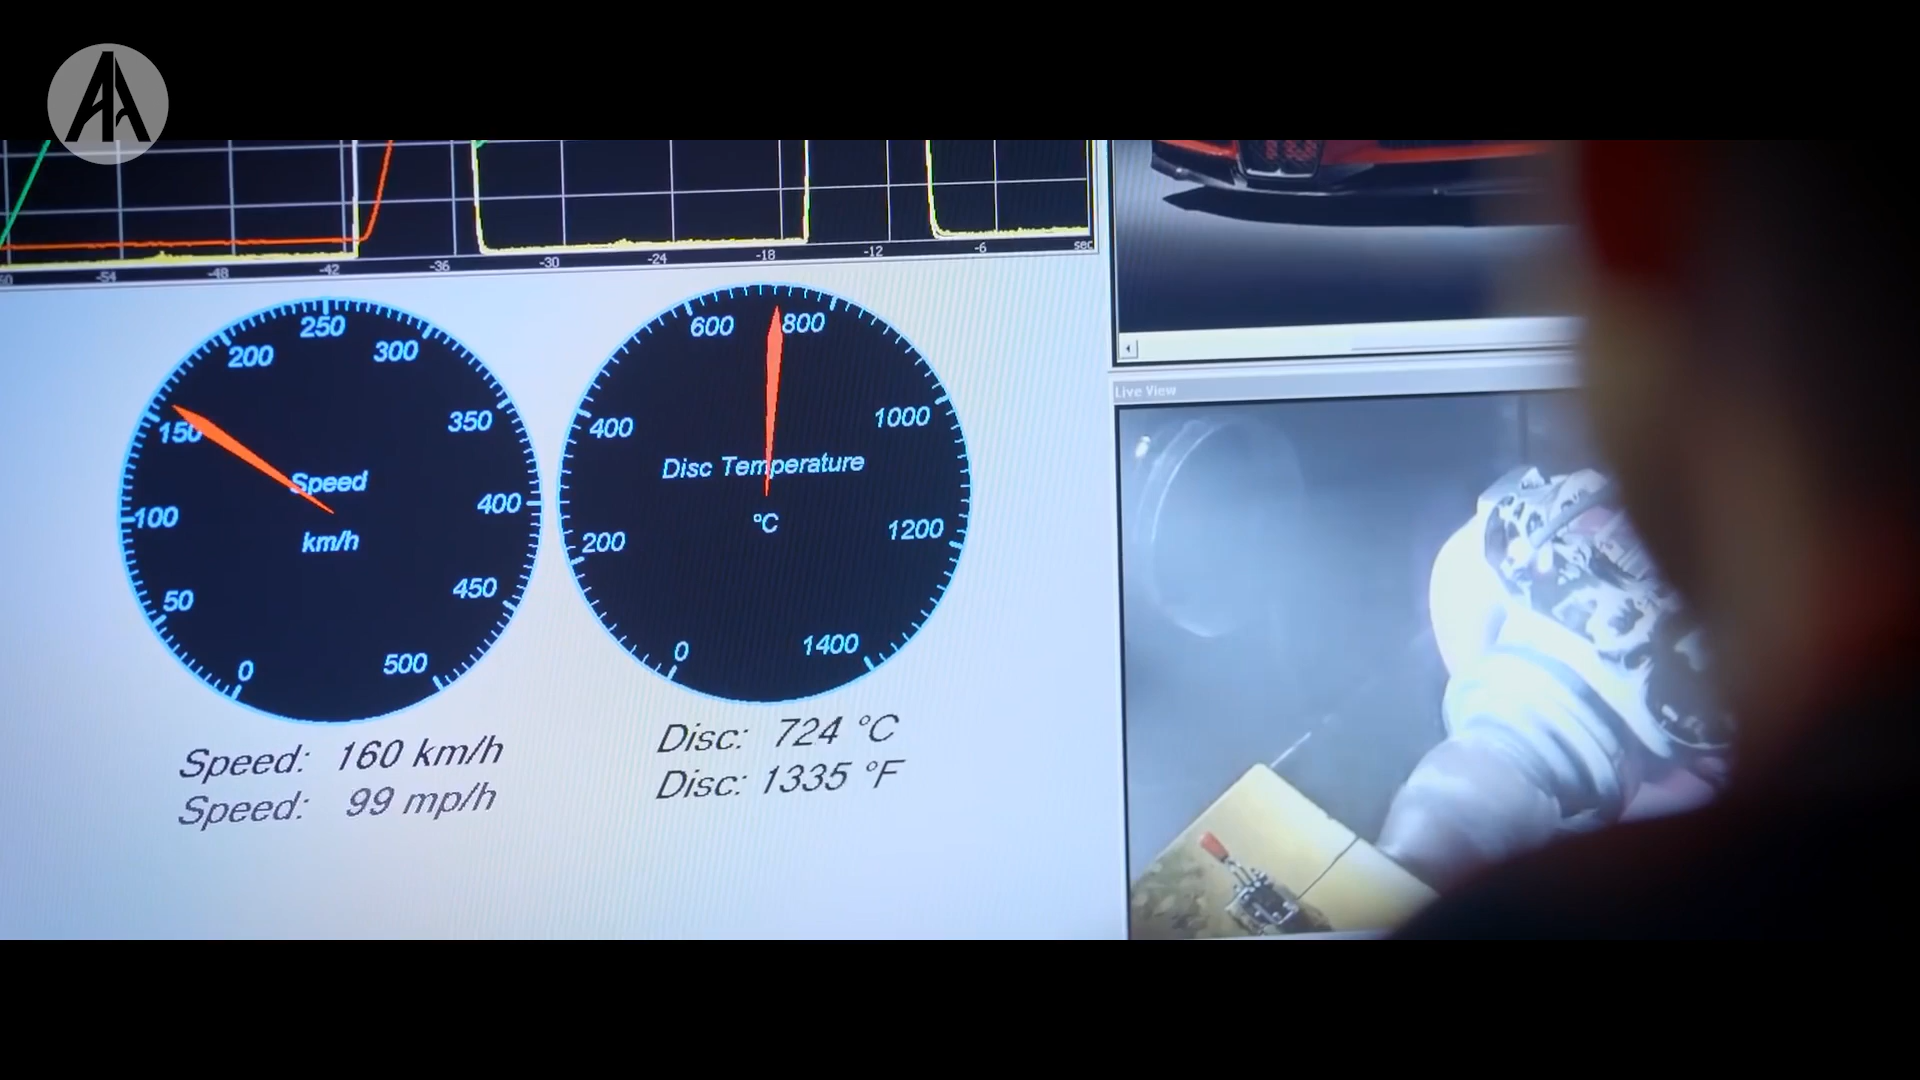 -54 -48 -42 -36 -30 -24 -18 -12 -6 sec
250
200 300
150 350
Speed
100 400
km/h
50 450
0 500
600 800
400 1000
Disc Temperature
°C
200 1200
0 1400
Speed: 160 km/h
Speed: 99 mp/h
Disc: 724 °C
Disc: 1335 °F
Live View